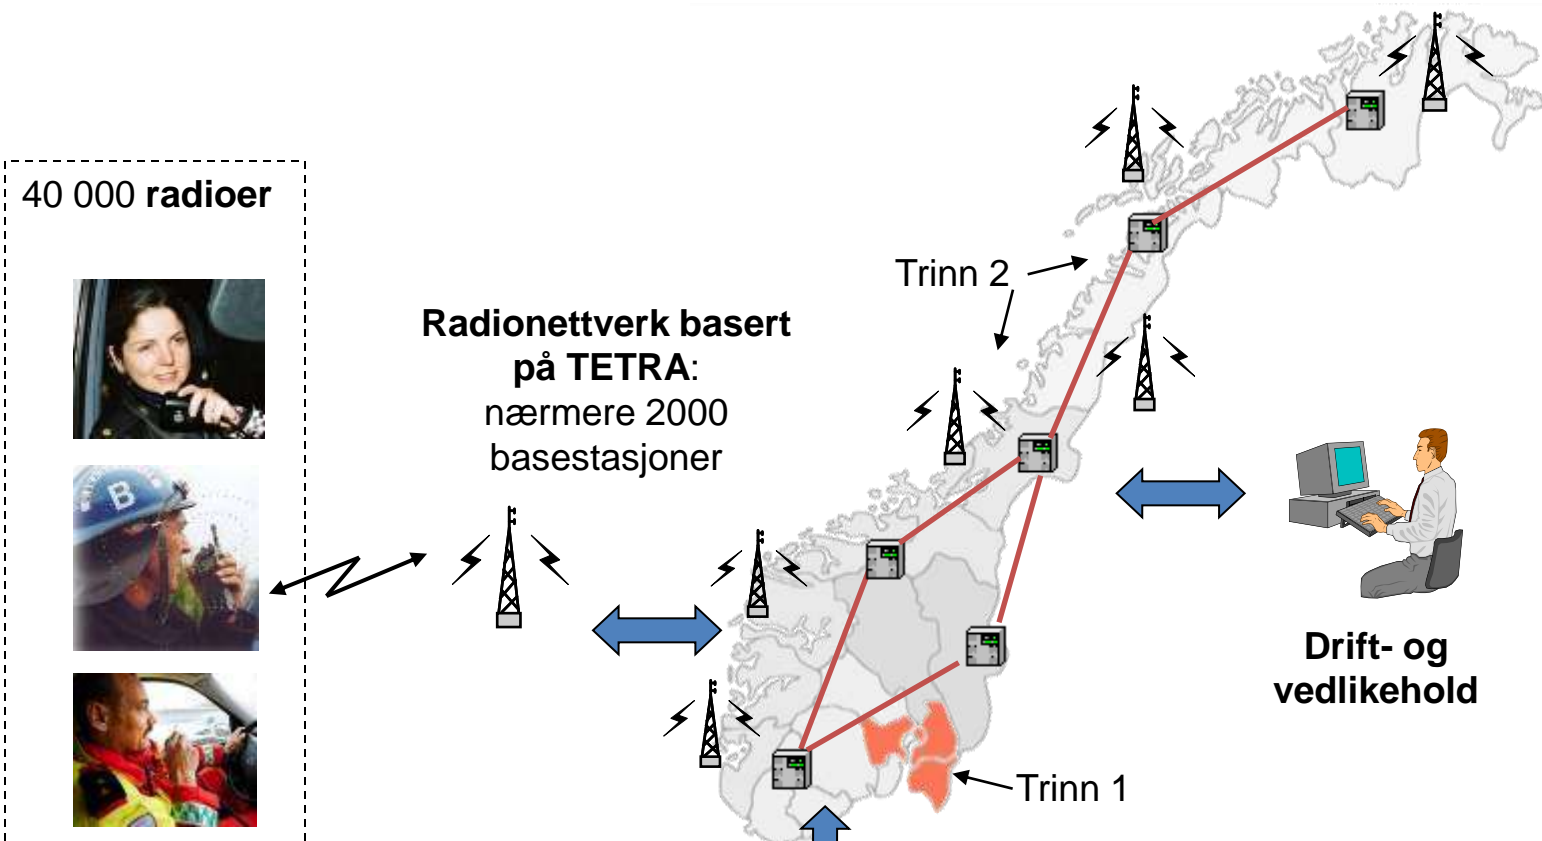 40 000 radioer
Radionettverk basert
på TETRA:
nærmere 2000
basestasjoner
Trinn 2
B
Drift- og
vedlikehold
Trinn 1